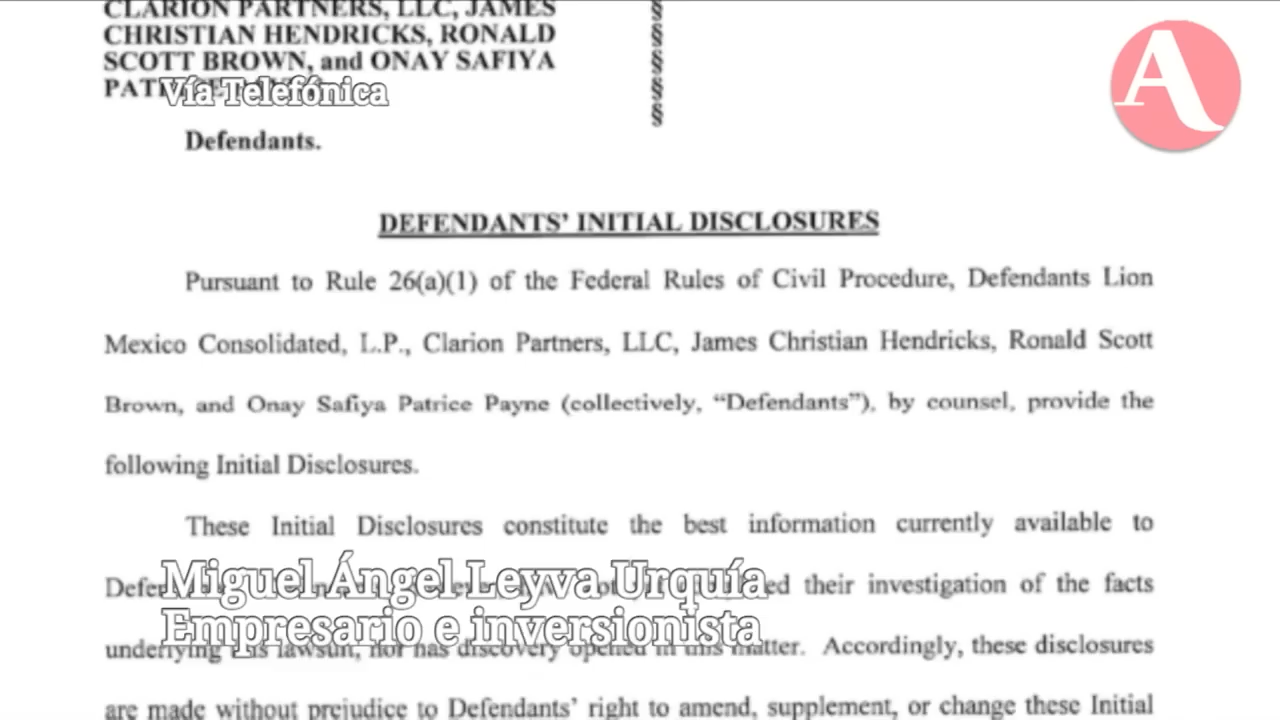 CLARION PARTNERS, LLC, JAMES §
CHRISTIAN HENDRICKS, RONALD §
SCOTT BROWN, and ONAY SAFIYA §
§
Vía Telefónica
§
Defendants.
DEFENDANTS’ INITIAL DISCLOSURES
Pursuant to Rule 26(a)(1) of the Federal Rules of Civil Procedure, Defendants Lion
Mexico Consolidated, L.P., Clarion Partners, LLC, James Christian Hendricks, Ronald Scott
Brown, and Onay Safiya Patrice Payne (collectively, “Defendants”), by counsel, provide the
following Initial Disclosures.
These Initial Disclosures constitute the best information currently available to
their investigation of the facts
Miguel Ángel Leyva Urquía
Empresario e inversionista
underlying lawsuit, nor has discovery opened in this matter. Accordingly, these disclosures
are made without prejudice to Defendants’ right to amend, supplement, or change these Initial
A